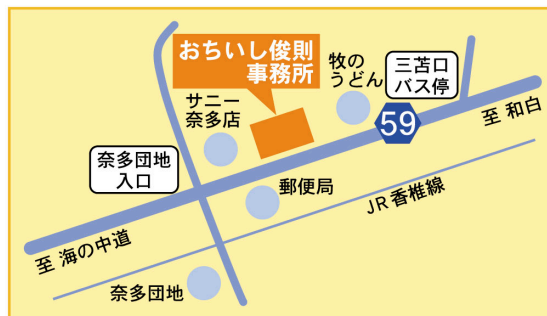 おちいし俊則
事務所
牧の
うどん
三苫口
バス停
サニー
奈多店
59
至 和白
奈多団地
入口
郵便局
JR香椎線
至 海の中道
奈多団地